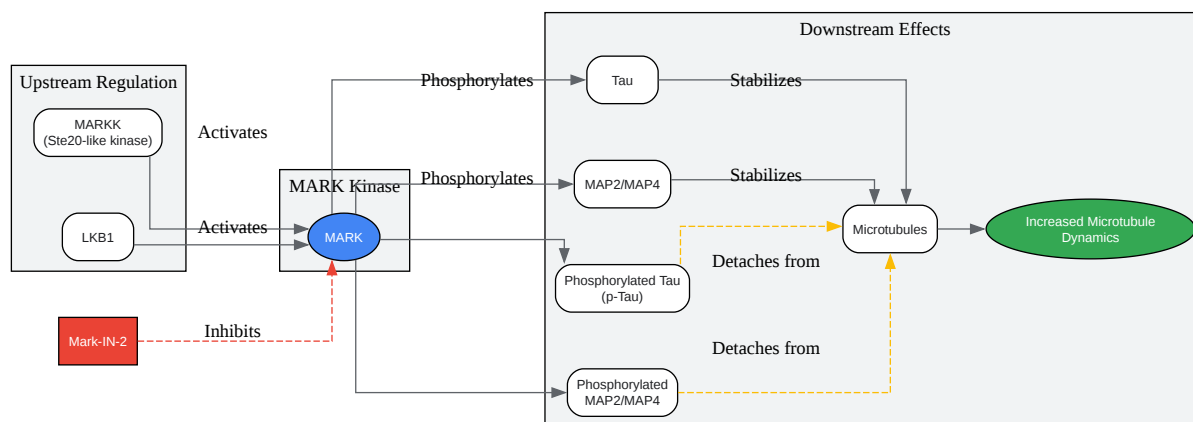 Downstream Effects
Upstream Regulation
MARKK
(Ste20-like kinase)
Activates
LKB1
Activates
MARK Kinase
MARK
Mark-IN-2
Inhibits
Phosphorylates
Tau
Stabilizes
Phosphorylates
MAP2/MAP4
Stabilizes
Phosphorylated Tau
(p-Tau)
Detaches from
Phosphorylated
MAP2/MAP4
Detaches from
Microtubules
Increased Microtubule
Dynamics